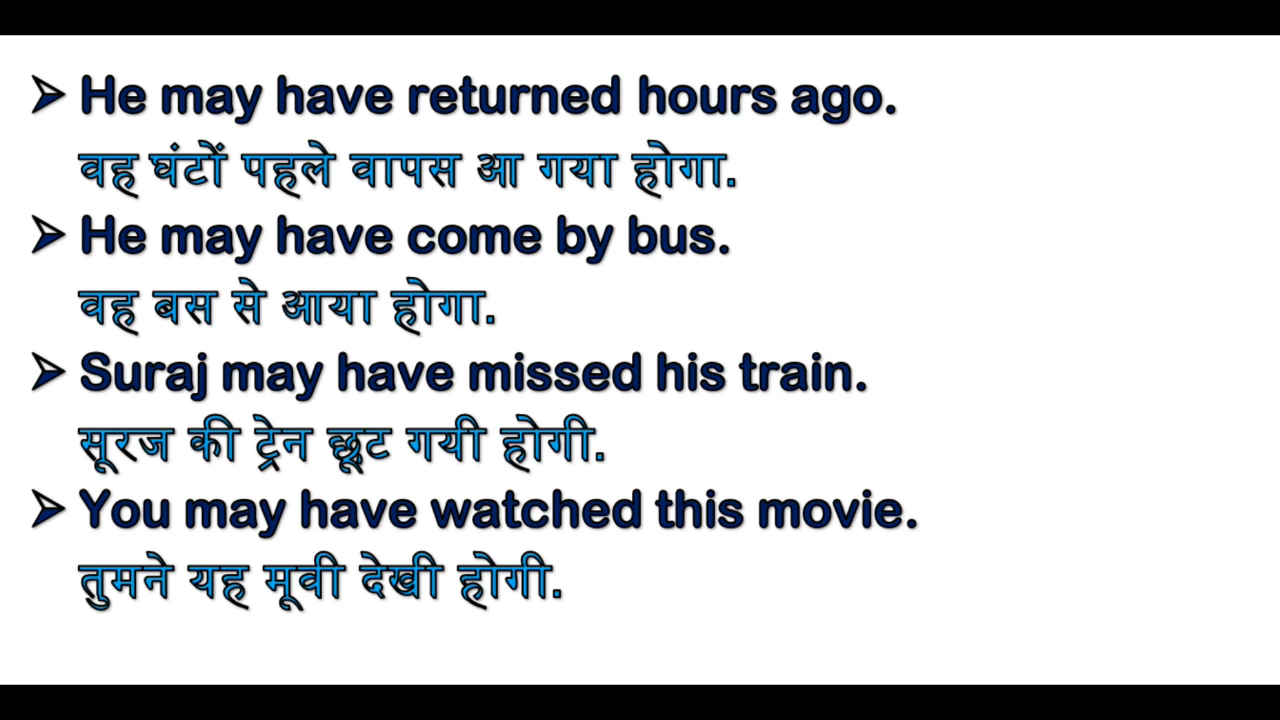 He may have returned hours ago.
वह घंटों पहले वापस आ गया होगा.
He may have come by bus.
वह बस से आया होगा.
Suraj may have missed his train.
सूरज की ट्रेन छूट गयी होगी.
You may have watched this movie.
तुमने यह मूवी देखी होगी.